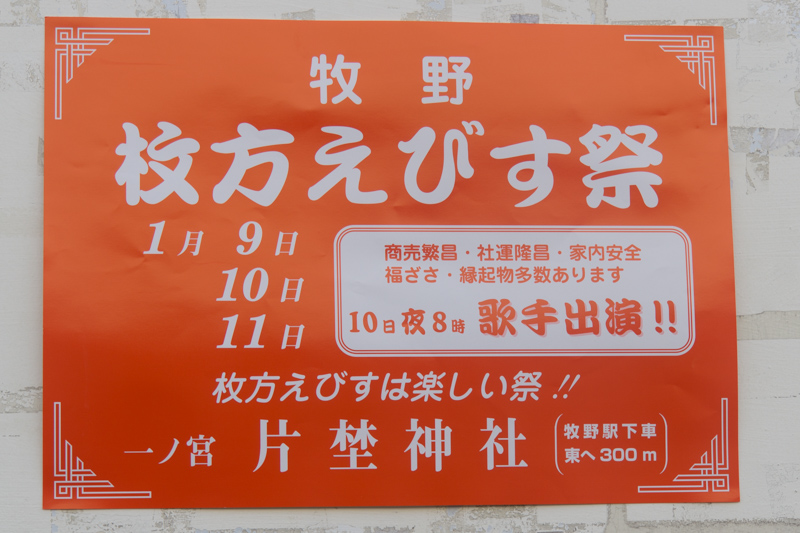 牧野
枚方えびす祭
1月 9日
10日
11日
商売繁昌・社運隆昌・家内安全
福ざさ・縁起物多数あります
10日夜8時 歌手出演!!
枚方えびすは楽しい祭!!
一ノ宮 片埜神社
牧野駅下車
東へ300m